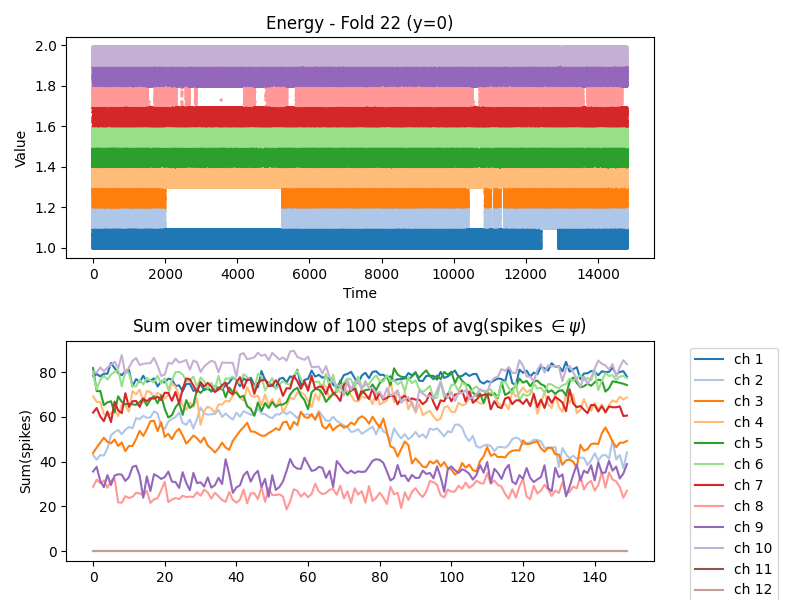 Energy - Fold 22 (y=0)
Value
2.0
1.8
1.6
1.4
1.2
1.0
0
2000
4000
6000
8000
10000
12000
14000
Time
Sum over timewindow of 100 steps of avg(spikes ∈ ψ)
Sum(spikes)
80
60
40
20
0
0
20
40
60
80
100
120
140
ch 1
ch 2
ch 3
ch 4
ch 5
ch 6
ch 7
ch 8
ch 9
ch 10
ch 11
ch 12